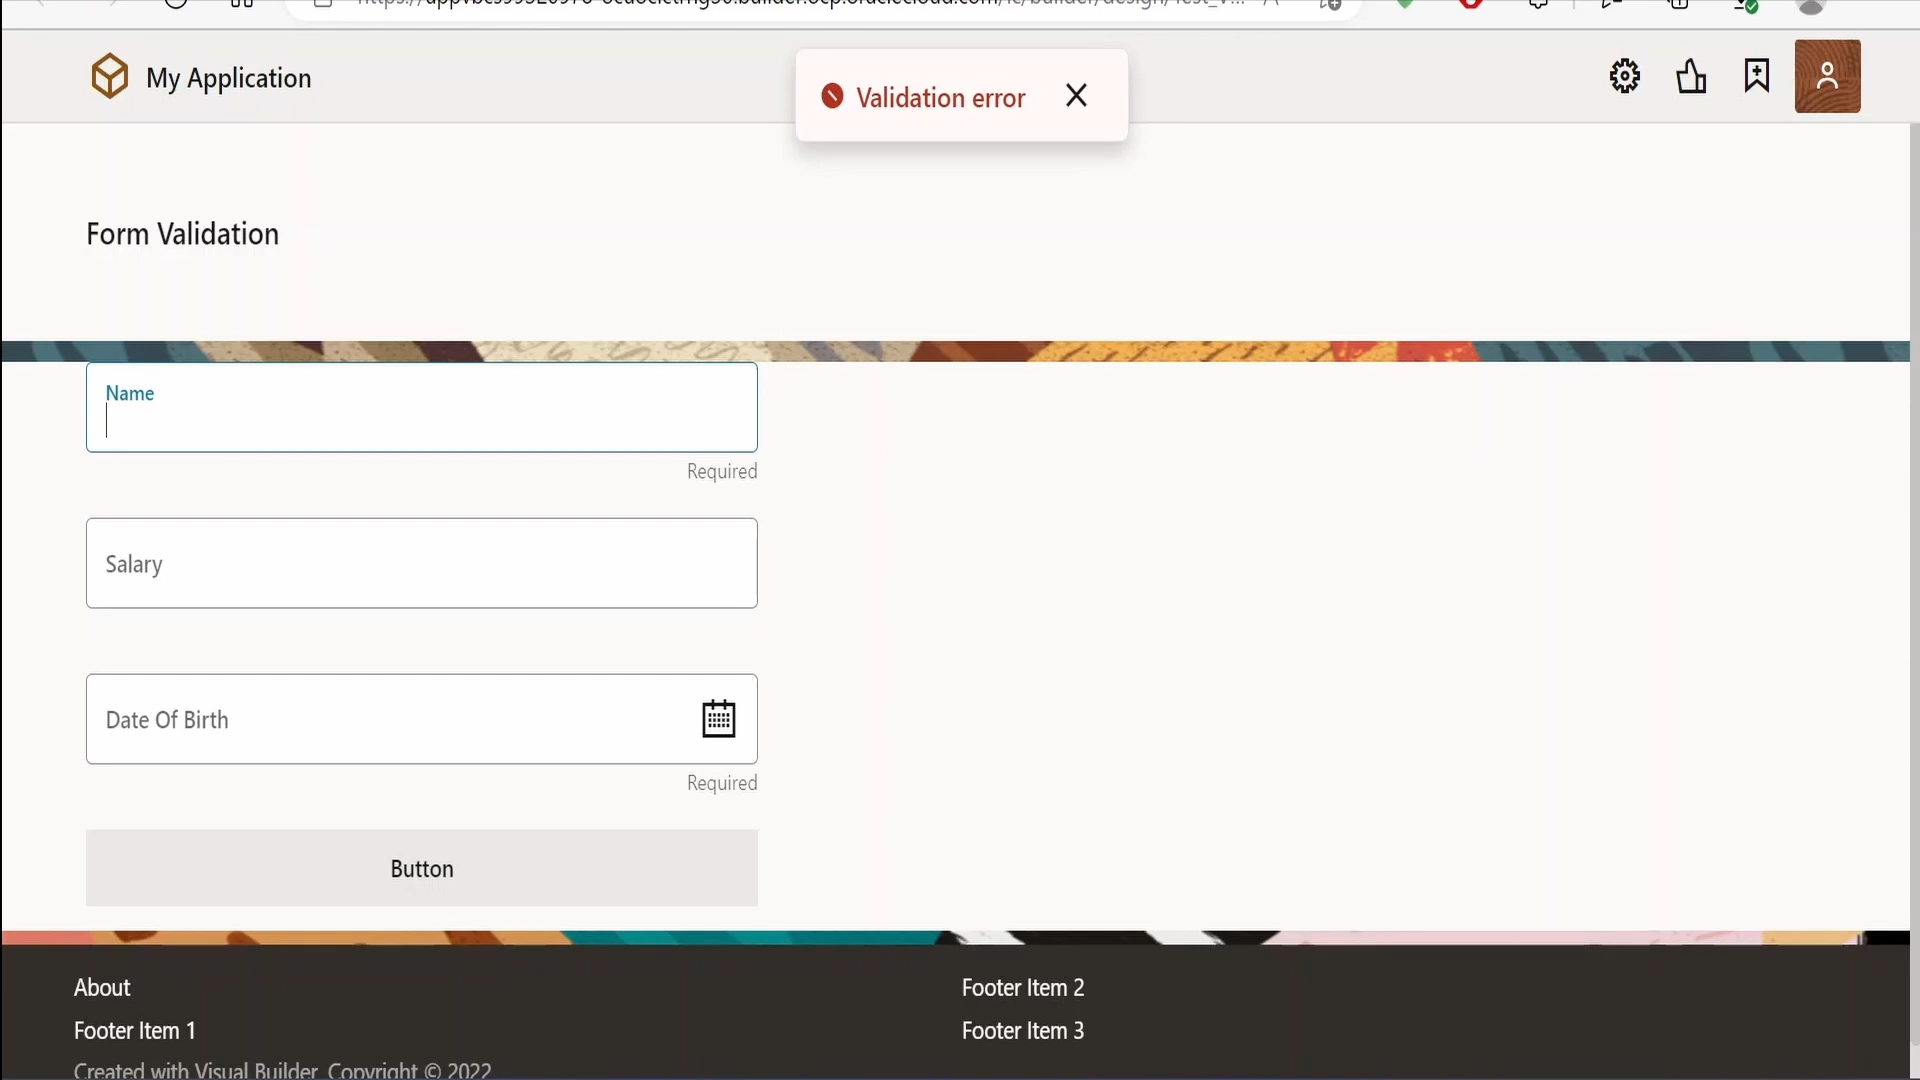 My Application
Validation error
Form Validation
Name
Required
Salary
Date Of Birth
Required
Button
About
Footer Item 2
Footer Item 1
Footer Item 3
Created with Visual Builder Copyright © 2022